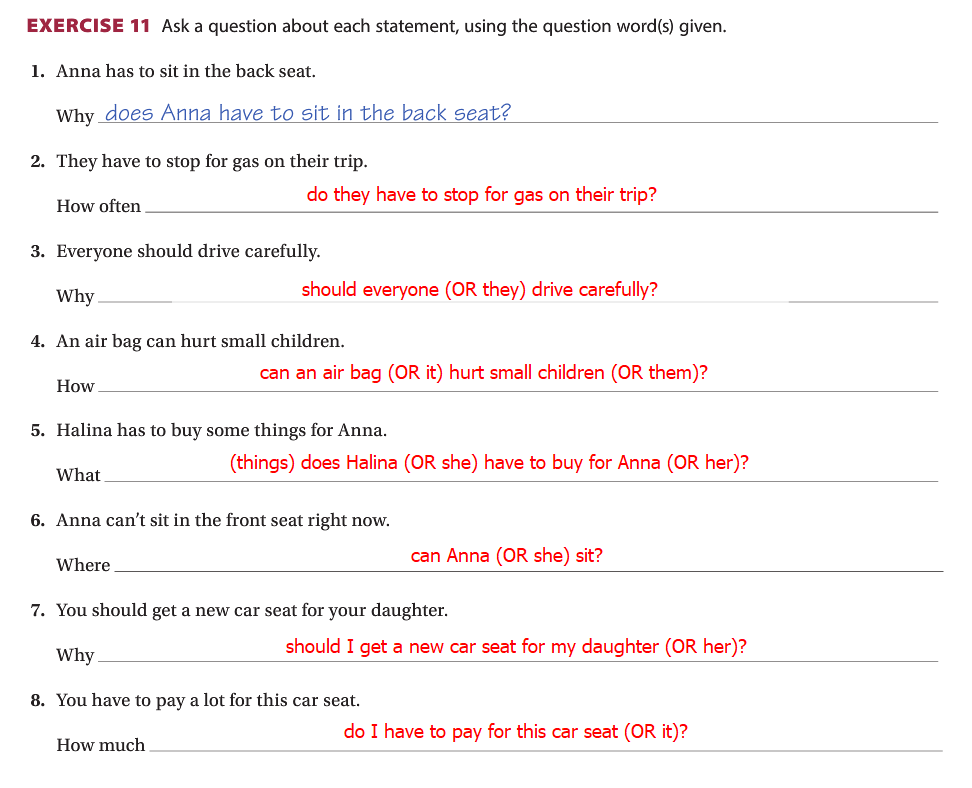 EXERCISE 11 Ask a question about each statement, using the question word(s) given.
1. Anna has to sit in the back seat.
Why does Anna have to sit in the back seat?
2. They have to stop for gas on their trip.
How often do they have to stop for gas on their trip?
3. Everyone should drive carefully.
Why should everyone (OR they) drive carefully?
4. An air bag can hurt small children.
How can an air bag (OR it) hurt small children (OR them)?
5. Halina has to buy some things for Anna.
What (things) does Halina (OR she) have to buy for Anna (OR her)?
6. Anna can't sit in the front seat right now.
Where can Anna (OR she) sit?
7. You should get a new car seat for your daughter.
Why should I get a new car seat for my daughter (OR her)?
8. You have to pay a lot for this car seat.
How much do I have to pay for this car seat (OR it)?